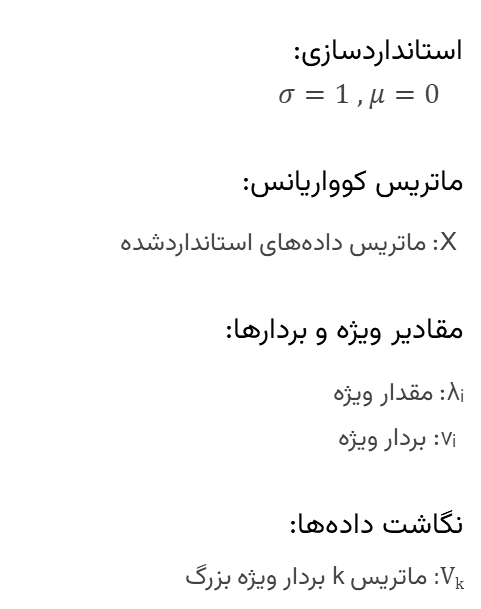 استانداردسازی:
σ = 1 , μ = 0
ماتریس کوواریانس:
X: ماتریس داده‌های استانداردشده
مقادیر ویژه و بردارها:
λᵢ: مقدار ویژه
vᵢ: بردار ویژه
نگاشت داده‌ها:
Vₖ: ماتریس k بردار ویژه بزرگ